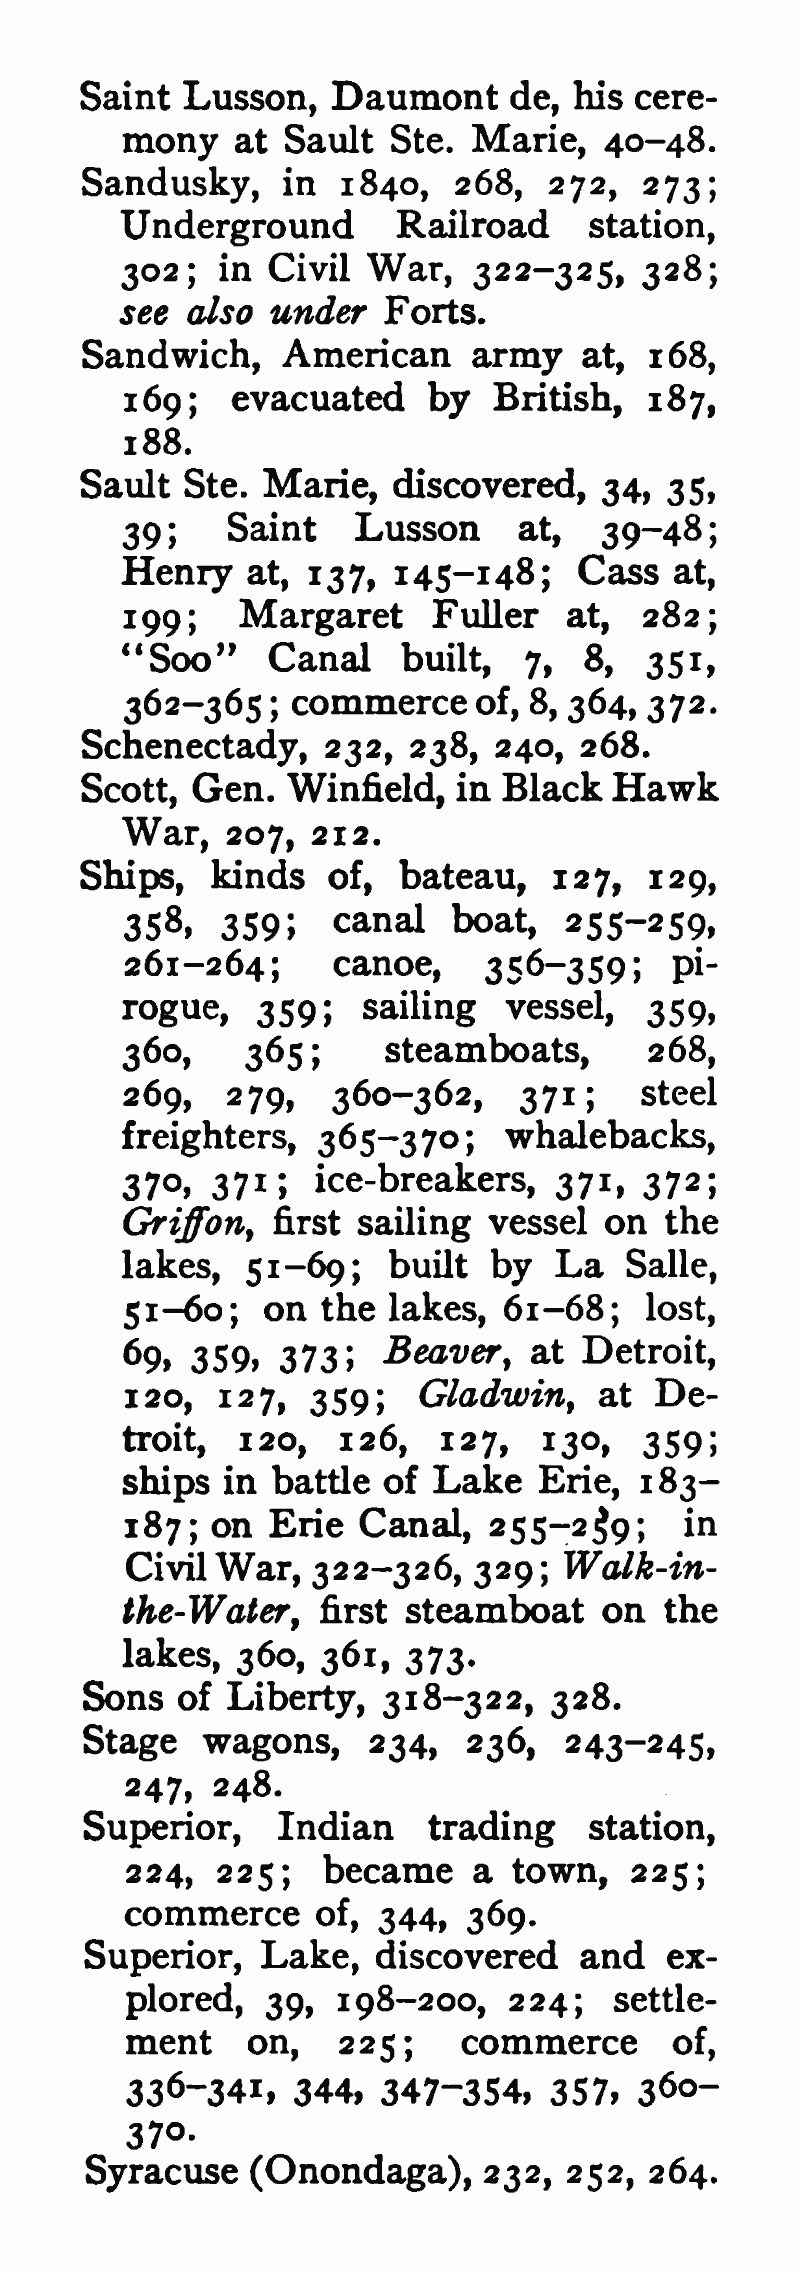 Saint Lusson, Daumont de, his cere-
mony at Sault Ste. Marie, 40–48.
Sandusky, in 1840, 268, 272, 273;
Underground Railroad station,
302; in Civil War, 322–325, 328;
see also under Forts.
Sandwich, American army at, 168,
169; evacuated by British, 187,
188.
Sault Ste. Marie, discovered, 34, 35,
39; Saint Lusson at, 39–48;
Henry at, 137, 145–148; Cass at,
199; Margaret Fuller at, 282;
“Soo” Canal built, 7, 8, 351,
362–365; commerce of, 8, 364, 372.
Schenectady, 232, 238, 240, 268.
Scott, Gen. Winfield, in Black Hawk
War, 207, 212.
Ships, kinds of, bateau, 127, 129,
358, 359; canal boat, 255–259,
261–264; canoe, 356–359; pi-
rogue, 359; sailing vessel, 359,
360, 365; steamboats, 268,
269, 279, 360–362, 371; steel
freighters, 365–370; whalebacks,
370, 371; ice-breakers, 371, 372;
Griffon, first sailing vessel on the
lakes, 51–69; built by La Salle,
51–60; on the lakes, 61–68; lost,
69, 359, 373; Beaver, at Detroit,
120, 127, 359; Gladwin, at De-
troit, 120, 126, 127, 130, 359;
ships in battle of Lake Erie, 183–
187; on Erie Canal, 255–259; in
Civil War, 322–326, 329; Walk-in-
the-Water, first steamboat on the
lakes, 360, 361, 373.
Sons of Liberty, 318–322, 328.
Stage wagons, 234, 236, 243–245,
247, 248.
Superior, Indian trading station,
224, 225; became a town, 225;
commerce of, 344, 369.
Superior, Lake, discovered and ex-
plored, 39, 198–200, 224; settle-
ment on, 225; commerce of,
336–341, 344, 347–354, 357, 360–
370.
Syracuse (Onondaga), 232, 252, 264.